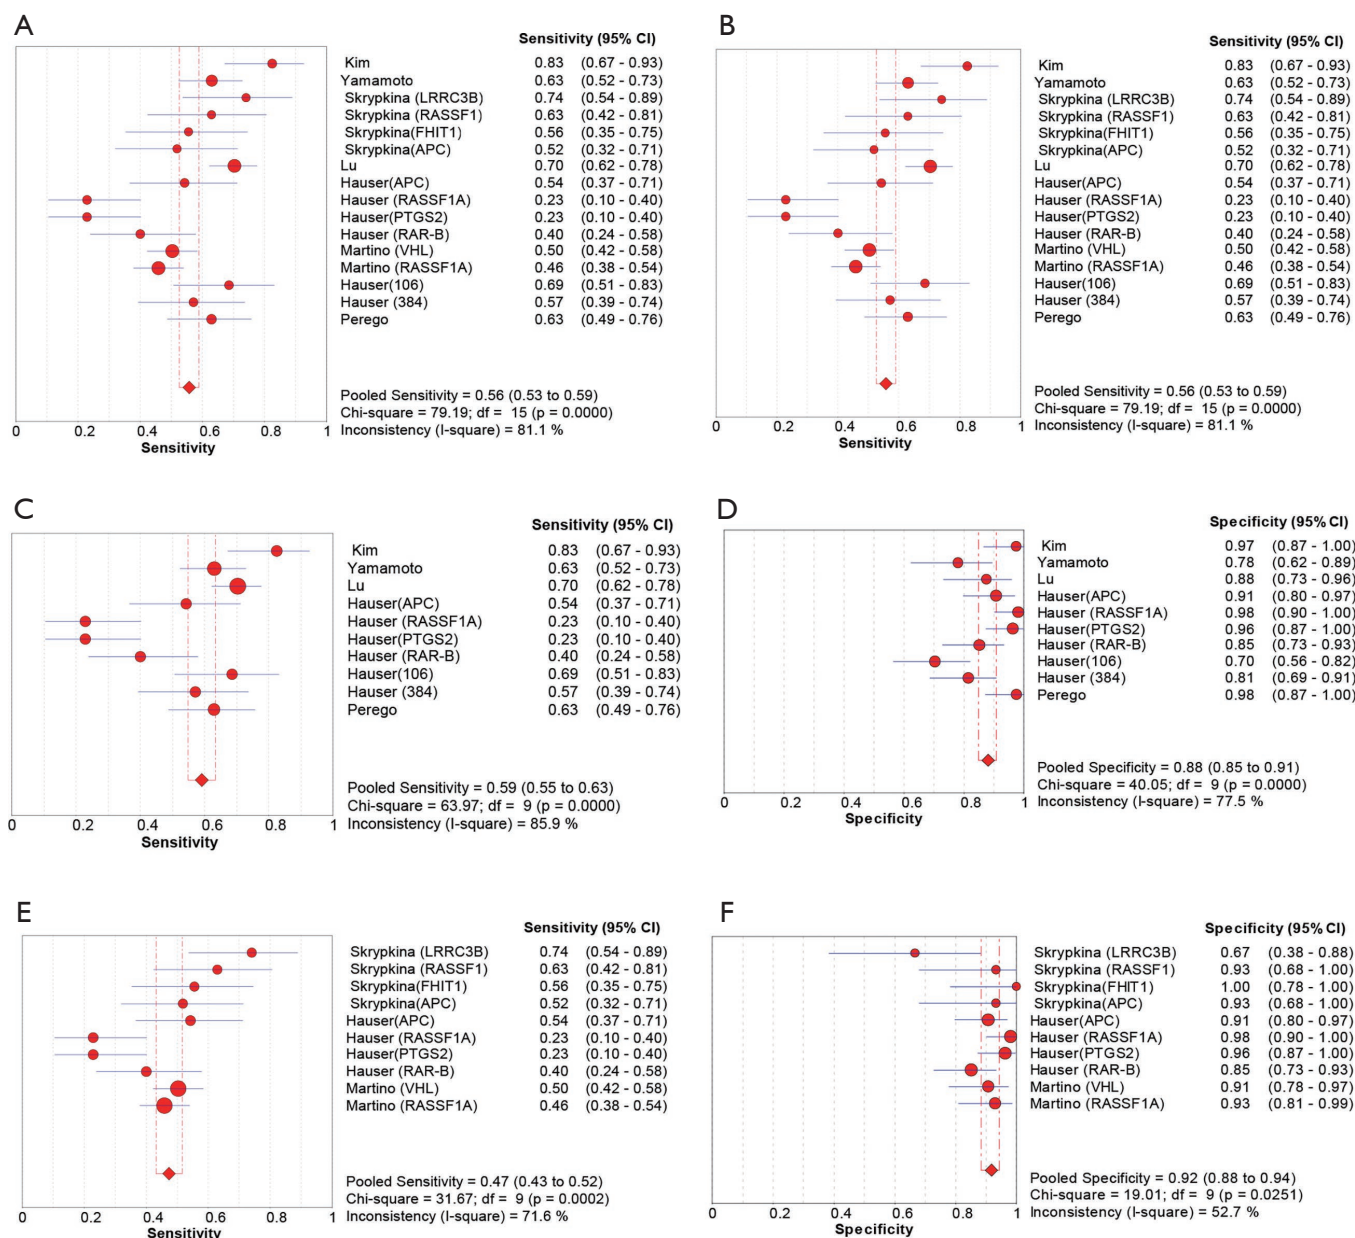 A
Sensitivity (95% CI)
Kim 0.83 (0.67 - 0.93)
Yamamoto 0.63 (0.52 - 0.73)
Skrypkina (LRRC3B) 0.74 (0.54 - 0.89)
Skrypkina (RASSF1) 0.63 (0.42 - 0.81)
Skrypkina(FHIT1) 0.56 (0.35 - 0.75)
Skrypkina(APC) 0.52 (0.32 - 0.71)
Lu 0.70 (0.62 - 0.78)
Hauser(APC) 0.54 (0.37 - 0.71)
Hauser (RASSF1A) 0.23 (0.10 - 0.40)
Hauser(PTGS2) 0.23 (0.10 - 0.40)
Hauser (RAR-B) 0.40 (0.24 - 0.58)
Martino (VHL) 0.50 (0.42 - 0.58)
Martino (RASSF1A) 0.46 (0.38 - 0.54)
Hauser(106) 0.69 (0.51 - 0.83)
Hauser (384) 0.57 (0.39 - 0.74)
Perego 0.63 (0.49 - 0.76)
Pooled Sensitivity = 0.56 (0.53 to 0.59)
Chi-square = 79.19; df = 15 (p = 0.0000)
Inconsistency (I-square) = 81.1 %
0 0.2 0.4 0.6 0.8 1
Sensitivity
B
Sensitivity (95% CI)
Kim 0.83 (0.67 - 0.93)
Yamamoto 0.63 (0.52 - 0.73)
Skrypkina (LRRC3B) 0.74 (0.54 - 0.89)
Skrypkina (RASSF1) 0.63 (0.42 - 0.81)
Skrypkina(FHIT1) 0.56 (0.35 - 0.75)
Skrypkina(APC) 0.52 (0.32 - 0.71)
Lu 0.70 (0.62 - 0.78)
Hauser(APC) 0.54 (0.37 - 0.71)
Hauser (RASSF1A) 0.23 (0.10 - 0.40)
Hauser(PTGS2) 0.23 (0.10 - 0.40)
Hauser (RAR-B) 0.40 (0.24 - 0.58)
Martino (VHL) 0.50 (0.42 - 0.58)
Martino (RASSF1A) 0.46 (0.38 - 0.54)
Hauser(106) 0.69 (0.51 - 0.83)
Hauser (384) 0.57 (0.39 - 0.74)
Perego 0.63 (0.49 - 0.76)
Pooled Sensitivity = 0.56 (0.53 to 0.59)
Chi-square = 79.19; df = 15 (p = 0.0000)
Inconsistency (I-square) = 81.1 %
0 0.2 0.4 0.6 0.8 1
Sensitivity
C
Sensitivity (95% CI)
Kim 0.83 (0.67 - 0.93)
Yamamoto 0.63 (0.52 - 0.73)
Lu 0.70 (0.62 - 0.78)
Hauser(APC) 0.54 (0.37 - 0.71)
Hauser (RASSF1A) 0.23 (0.10 - 0.40)
Hauser(PTGS2) 0.23 (0.10 - 0.40)
Hauser (RAR-B) 0.40 (0.24 - 0.58)
Hauser(106) 0.69 (0.51 - 0.83)
Hauser (384) 0.57 (0.39 - 0.74)
Perego 0.63 (0.49 - 0.76)
Pooled Sensitivity = 0.59 (0.55 to 0.63)
Chi-square = 63.97; df = 9 (p = 0.0000)
Inconsistency (I-square) = 85.9 %
0 0.2 0.4 0.6 0.8 1
Sensitivity
D
Specificity (95% CI)
Kim 0.97 (0.87 - 1.00)
Yamamoto 0.78 (0.62 - 0.89)
Lu 0.88 (0.73 - 0.96)
Hauser(APC) 0.91 (0.80 - 0.97)
Hauser (RASSF1A) 0.98 (0.90 - 1.00)
Hauser(PTGS2) 0.96 (0.87 - 1.00)
Hauser (RAR-B) 0.85 (0.73 - 0.93)
Hauser(106) 0.70 (0.56 - 0.82)
Hauser (384) 0.81 (0.69 - 0.91)
Perego 0.98 (0.87 - 1.00)
Pooled Specificity = 0.88 (0.85 to 0.91)
Chi-square = 40.05; df = 9 (p = 0.0000)
Inconsistency (I-square) = 77.5 %
0 0.2 0.4 0.6 0.8 1
Specificity
E
Sensitivity (95% CI)
Skrypkina (LRRC3B) 0.74 (0.54 - 0.89)
Skrypkina (RASSF1) 0.63 (0.42 - 0.81)
Skrypkina(FHIT1) 0.56 (0.35 - 0.75)
Skrypkina(APC) 0.52 (0.32 - 0.71)
Hauser(APC) 0.54 (0.37 - 0.71)
Hauser (RASSF1A) 0.23 (0.10 - 0.40)
Hauser(PTGS2) 0.23 (0.10 - 0.40)
Hauser (RAR-B) 0.40 (0.24 - 0.58)
Martino (VHL) 0.50 (0.42 - 0.58)
Martino (RASSF1A) 0.46 (0.38 - 0.54)
Pooled Sensitivity = 0.47 (0.43 to 0.52)
Chi-square = 31.67; df = 9 (p = 0.0002)
Inconsistency (I-square) = 71.6 %
0 0.2 0.4 0.6 0.8 1
Sensitivity
F
Specificity (95% CI)
Skrypkina (LRRC3B) 0.67 (0.38 - 0.88)
Skrypkina (RASSF1) 0.93 (0.68 - 1.00)
Skrypkina(FHIT1) 1.00 (0.78 - 1.00)
Skrypkina(APC) 0.93 (0.68 - 1.00)
Hauser(APC) 0.91 (0.80 - 0.97)
Hauser (RASSF1A) 0.98 (0.90 - 1.00)
Hauser(PTGS2) 0.96 (0.87 - 1.00)
Hauser (RAR-B) 0.85 (0.73 - 0.93)
Martino (VHL) 0.91 (0.78 - 0.97)
Martino (RASSF1A) 0.93 (0.81 - 0.99)
Pooled Specificity = 0.92 (0.88 to 0.94)
Chi-square = 19.01; df = 9 (p = 0.0251)
Inconsistency (I-square) = 52.7 %
0 0.2 0.4 0.6 0.8 1
Specificity